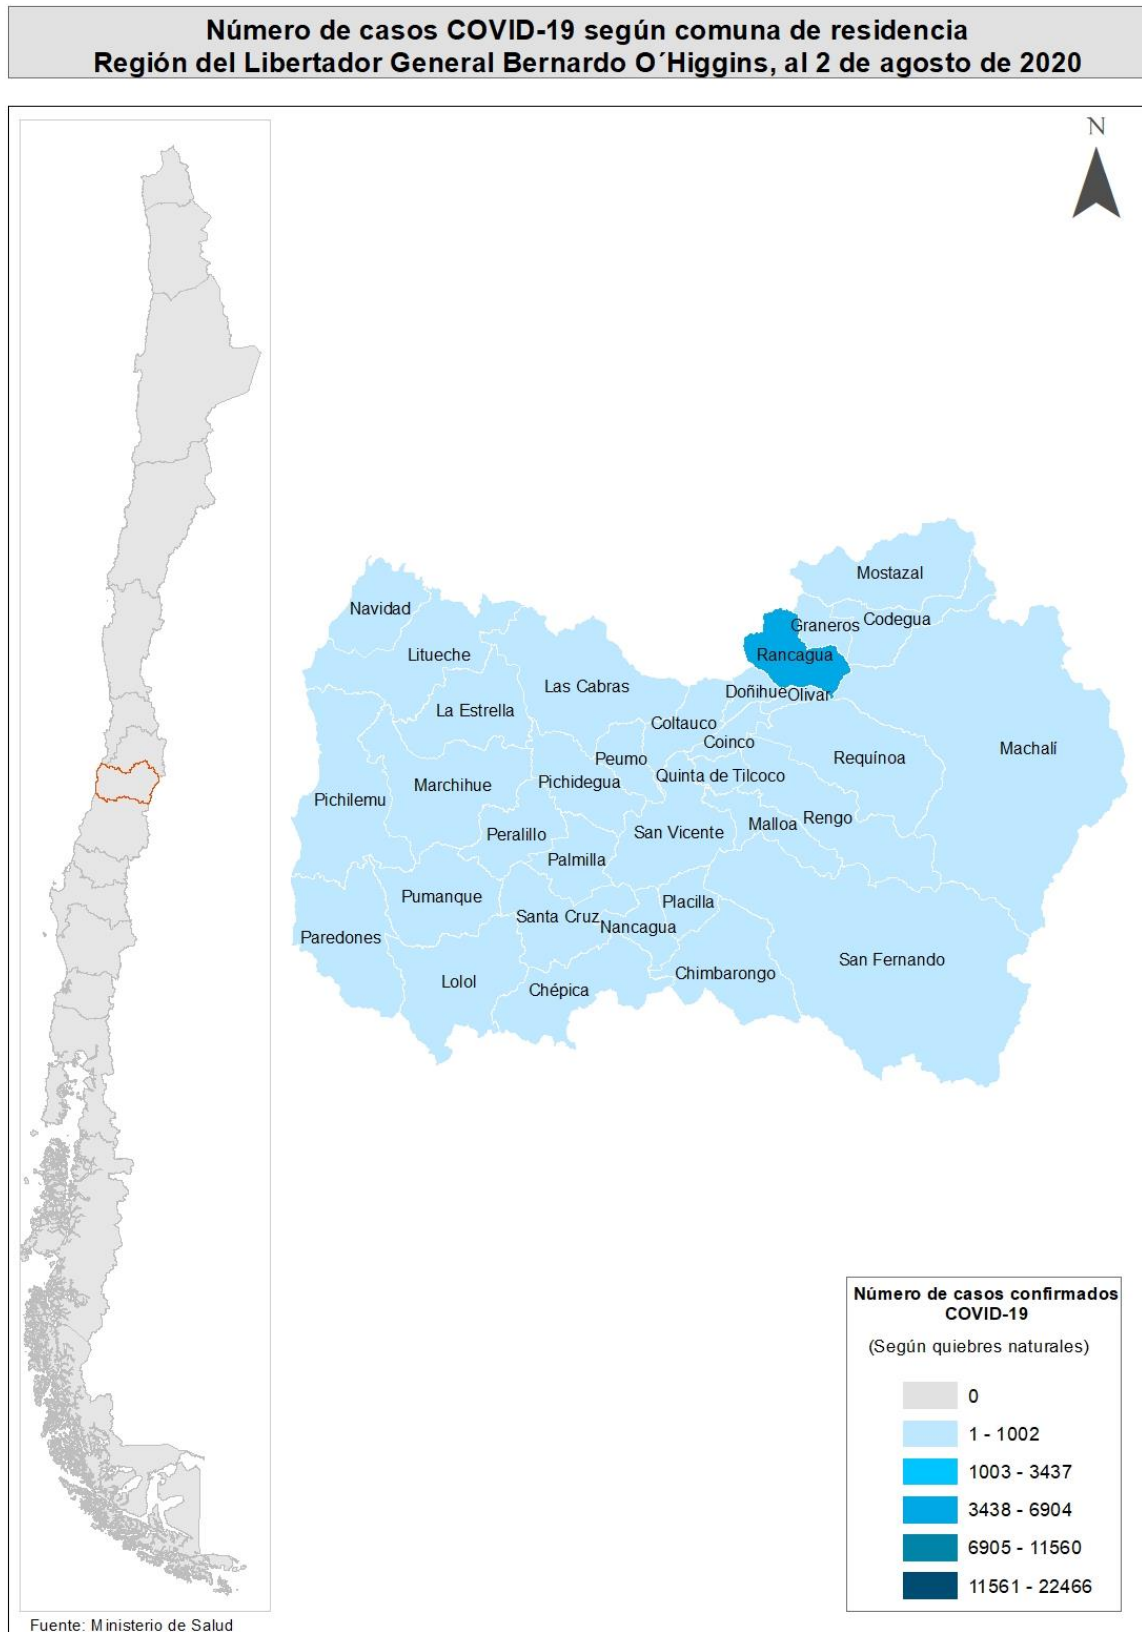 Número de casos COVID-19 según comuna de residencia
Región del Libertador General Bernardo O´Higgins, al 2 de agosto de 2020
N
Mostazal
Navidad
Graneros
Codegua
Litueche
Rancagua
Las Cabras
Doñihue
Olivar
La Estrella
Coltauco
Coinco
Machalí
Peumo
Requínoa
Quinta de Tilcoco
Marchihue
Pichidegua
Pichilemu
Rengo
Malloa
Peralillo
San Vicente
Palmilla
Pumanque
Placilla
Santa Cruz
Nancagua
Paredones
San Fernando
Chimbarongo
Lolol
Chépica
Número de casos confirmados
COVID-19
(Según quiebres naturales)
0
1 - 1002
1003 - 3437
3438 - 6904
6905 - 11560
11561 - 22466
Fuente: Ministerio de Salud